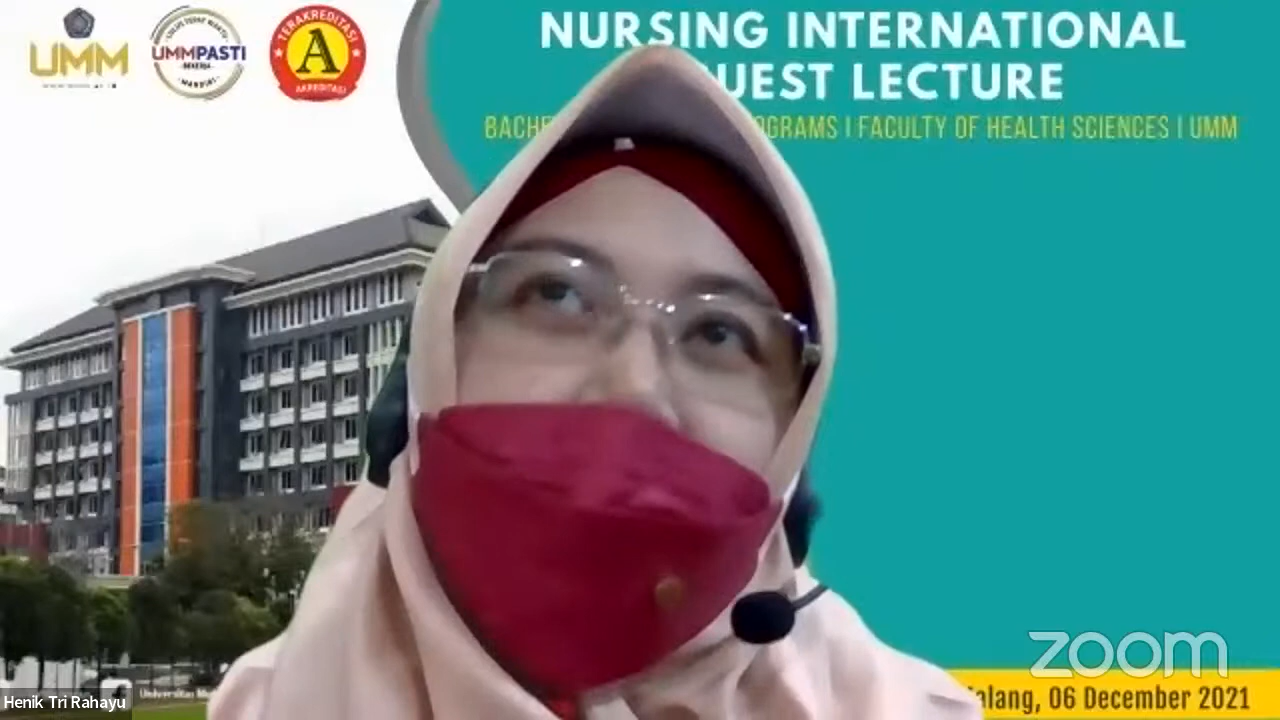 UMM
UMMPASTI
TERAKREDITASI
A
AKREDITASI
NURSING INTERNATIONAL
UEST LECTURE
BACHE OGRAMS I FACULTY OF HEALTH SCIENCES I UMM
zoom
alang, 06 December 2021
Henik Tri Rahayu